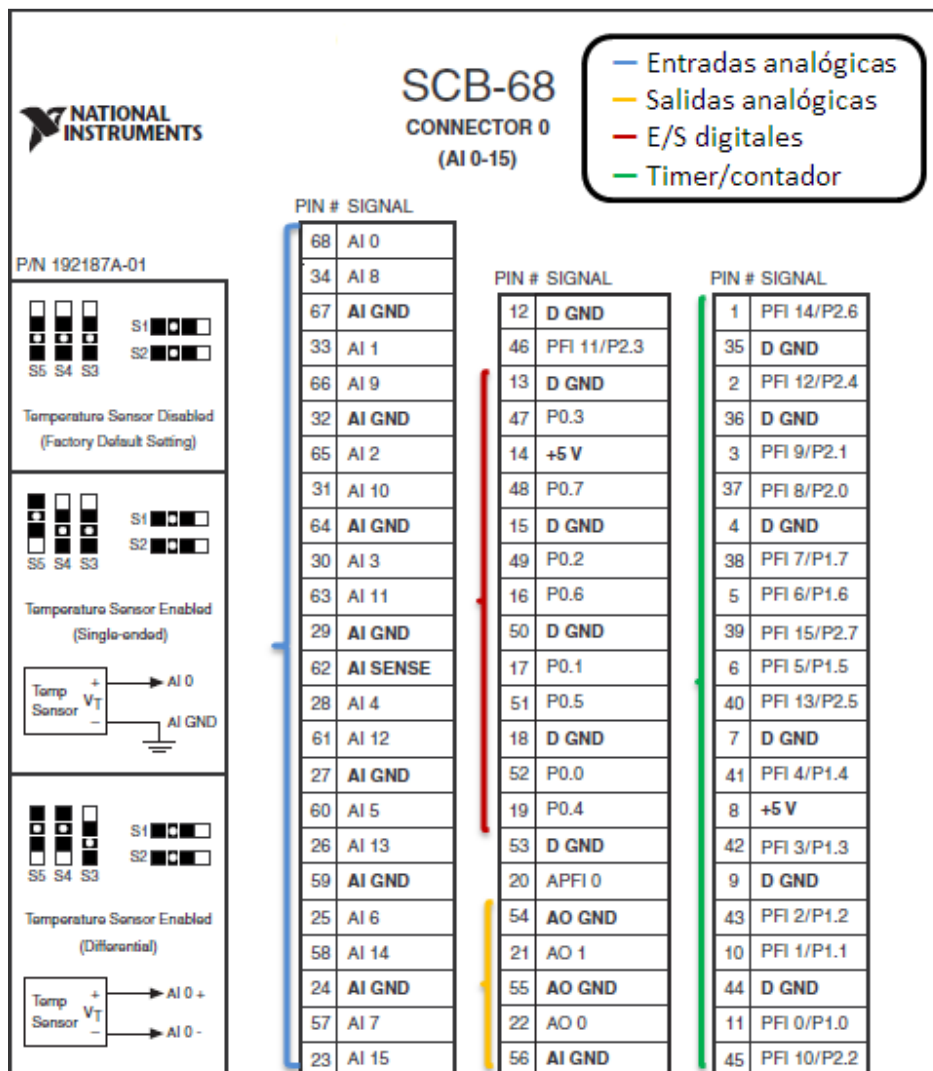 SCB-68
CONNECTOR 0
(AI 0-15)
NATIONAL
INSTRUMENTS
Entradas analógicas
Salidas analógicas
E/S digitales
Timer/contador
P/N 192187A-01
S5 S4 S3
S1
S2
Temperature Sensor Disabled
(Factory Default Setting)
S5 S4 S3
S1
S2
Temperature Sensor Enabled
(Single-ended)
Temp
Sensor
VT
+
–
AI 0
AI GND
S5 S4 S3
S1
S2
Temperature Sensor Enabled
(Differential)
Temp
Sensor
VT
+
–
AI 0 +
AI 0 -
PIN # SIGNAL
68 AI 0
34 AI 8
67 AI GND
33 AI 1
66 AI 9
32 AI GND
65 AI 2
31 AI 10
64 AI GND
30 AI 3
63 AI 11
29 AI GND
62 AI SENSE
28 AI 4
61 AI 12
27 AI GND
60 AI 5
26 AI 13
59 AI GND
25 AI 6
58 AI 14
24 AI GND
57 AI 7
23 AI 15
PIN # SIGNAL
12 D GND
46 PFI 11/P2.3
13 D GND
47 P0.3
14 +5 V
48 P0.7
15 D GND
49 P0.2
16 P0.6
50 D GND
17 P0.1
51 P0.5
18 D GND
52 P0.0
19 P0.4
53 D GND
20 APFI 0
54 AO GND
21 AO 1
55 AO GND
22 AO 0
56 AI GND
PIN # SIGNAL
1 PFI 14/P2.6
35 D GND
2 PFI 12/P2.4
36 D GND
3 PFI 9/P2.1
37 PFI 8/P2.0
4 D GND
38 PFI 7/P1.7
5 PFI 6/P1.6
39 PFI 15/P2.7
6 PFI 5/P1.5
40 PFI 13/P2.5
7 D GND
41 PFI 4/P1.4
8 +5 V
42 PFI 3/P1.3
9 D GND
43 PFI 2/P1.2
10 PFI 1/P1.1
44 D GND
11 PFI 0/P1.0
45 PFI 10/P2.2